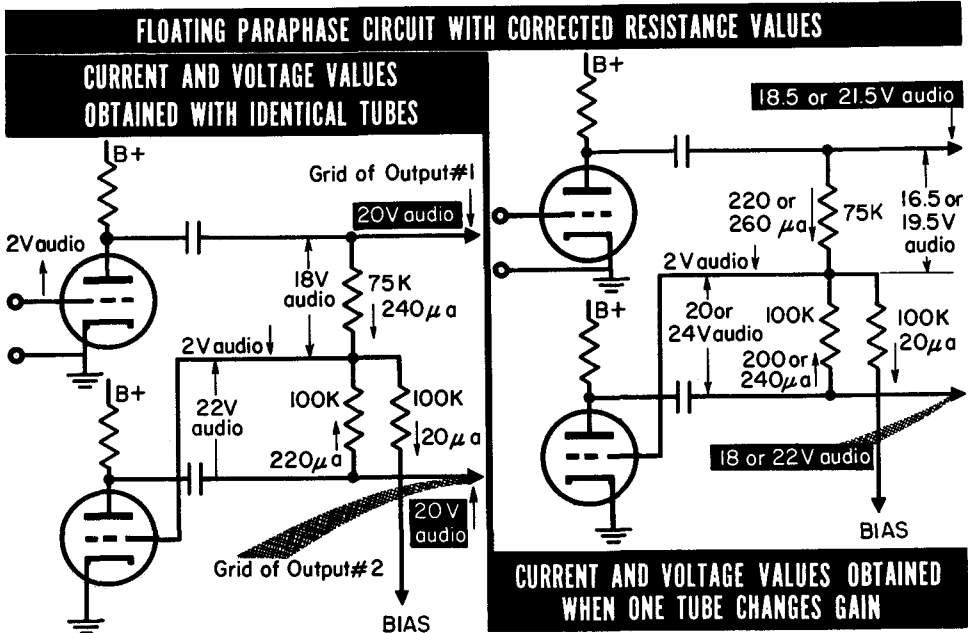 FLOATING PARAPHASE CIRCUIT WITH CORRECTED RESISTANCE VALUES
CURRENT AND VOLTAGE VALUES
OBTAINED WITH IDENTICAL TUBES
B+
Grid of Output #1
20V audio
2V audio
18V
audio
75K
240μa
2V audio
B+
22V
audio
100K
100K
220μa
20μa
20V
audio
Grid of Output #2
BIAS
B+
18.5 or 21.5V audio
220 or
260 μa
75K
16.5 or
19.5V
audio
2V audio
B+
20 or
24V audio
100K
100K
20μa
200 or
240μa
18 or 22V audio
BIAS
CURRENT AND VOLTAGE VALUES OBTAINED
WHEN ONE TUBE CHANGES GAIN